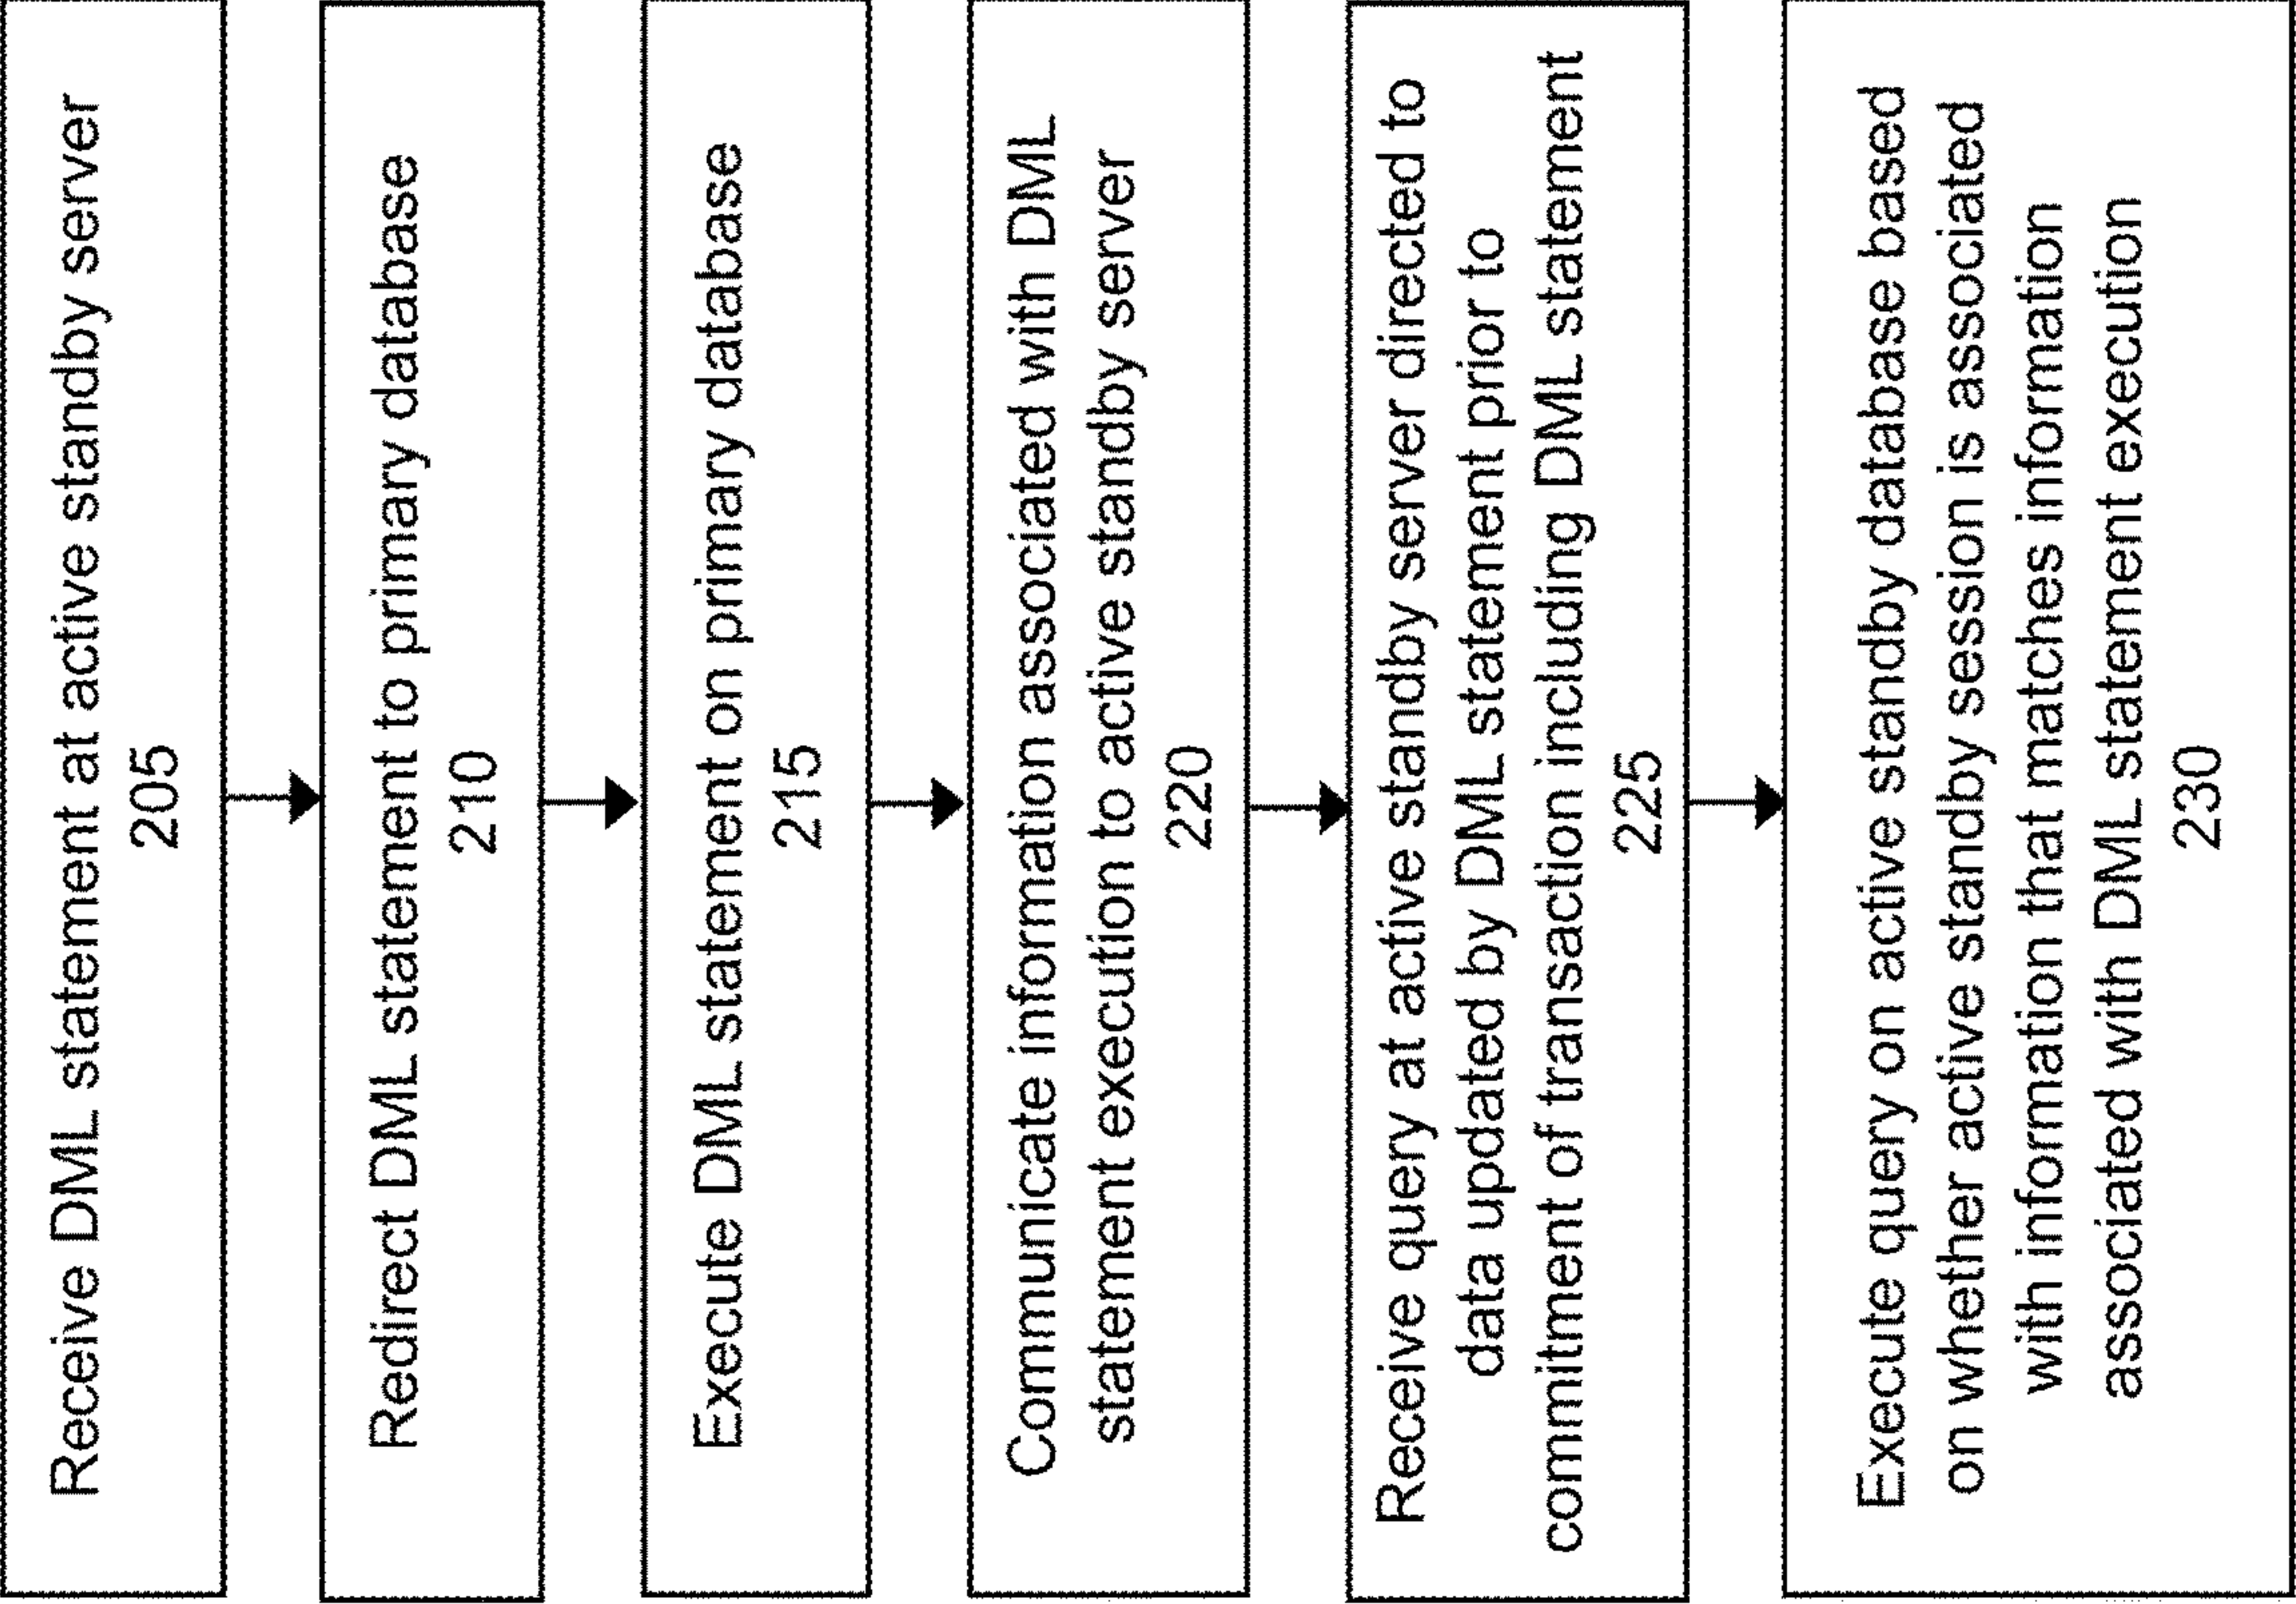 Receive DML statement at active standby server
205
Redirect DML statement to primary database
210
Execute DML statement on primary database
215
Communicate information associated with DML
statement execution to active standby server
220
Receive query at active standby server directed to
data updated by DML statement prior to
commitment of transaction including DML statement
225
Execute query on active standby database based
on whether active standby session is associated
with information that matches information
associated with DML statement execution
230